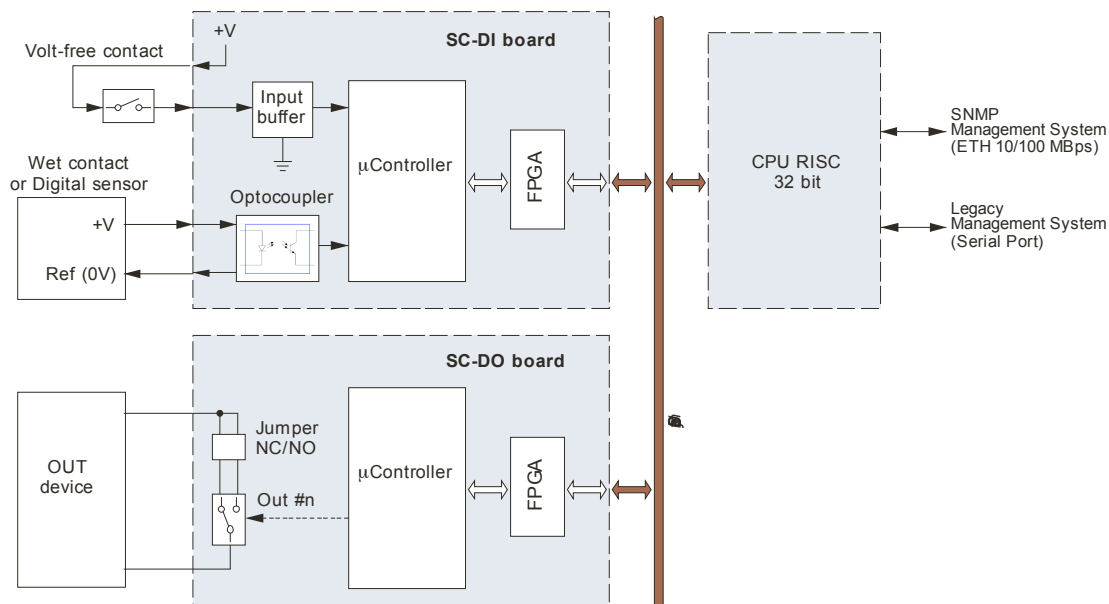 +V
SC-DI board
Volt-free contact
Input
buffer
µController
FPGA
CPU RISC
32 bit
SNMP
Management System
(ETH 10/100 MBps)
Legacy
Management System
(Serial Port)
Wet contact
or Digital sensor
Optocoupler
+V
Ref (0V)
SC-DO board
Jumper
NC/NO
OUT
device
Out #n
µController
FPGA